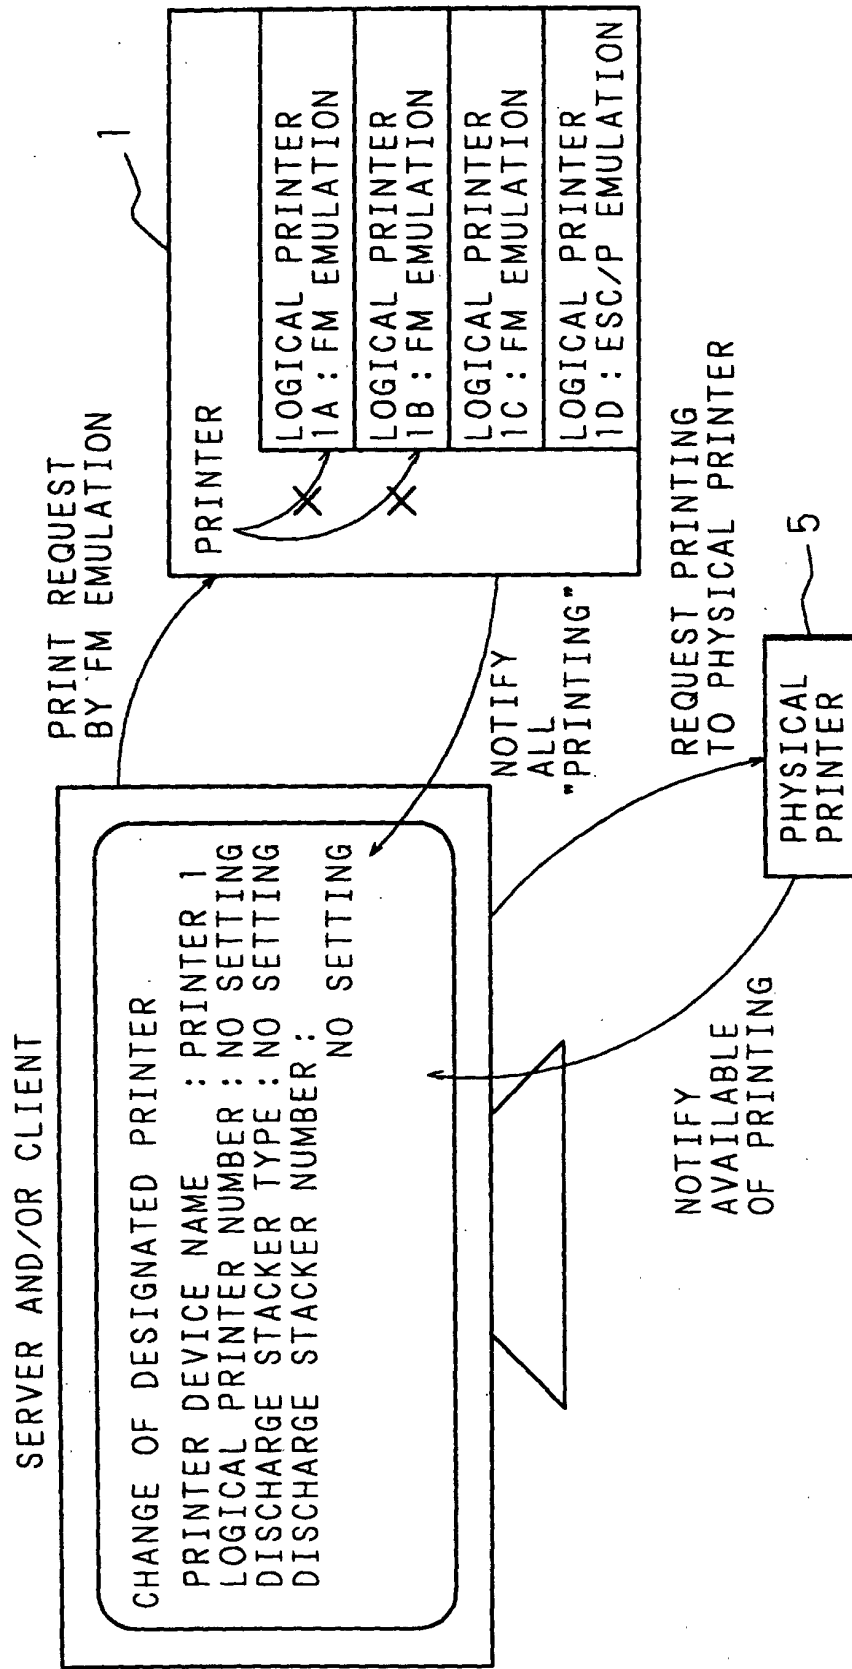 SERVER AND/OR CLIENT
CHANGE OF DESIGNATED PRINTER
PRINTER DEVICE NAME : PRINTER 1
LOGICAL PRINTER NUMBER : NO SETTING
DISCHARGE STACKER TYPE : NO SETTING
DISCHARGE STACKER NUMBER :
NO SETTING
PRINT REQUEST
BY FM EMULATION
1
PRINTER
LOGICAL PRINTER
1A : FM EMULATION
LOGICAL PRINTER
1B : FM EMULATION
LOGICAL PRINTER
1C : FM EMULATION
LOGICAL PRINTER
1D : ESC/P EMULATION
NOTIFY
ALL
"PRINTING"
REQUEST PRINTING
TO PHYSICAL PRINTER
5
PHYSICAL
PRINTER
NOTIFY
AVAILABLE
OF PRINTING